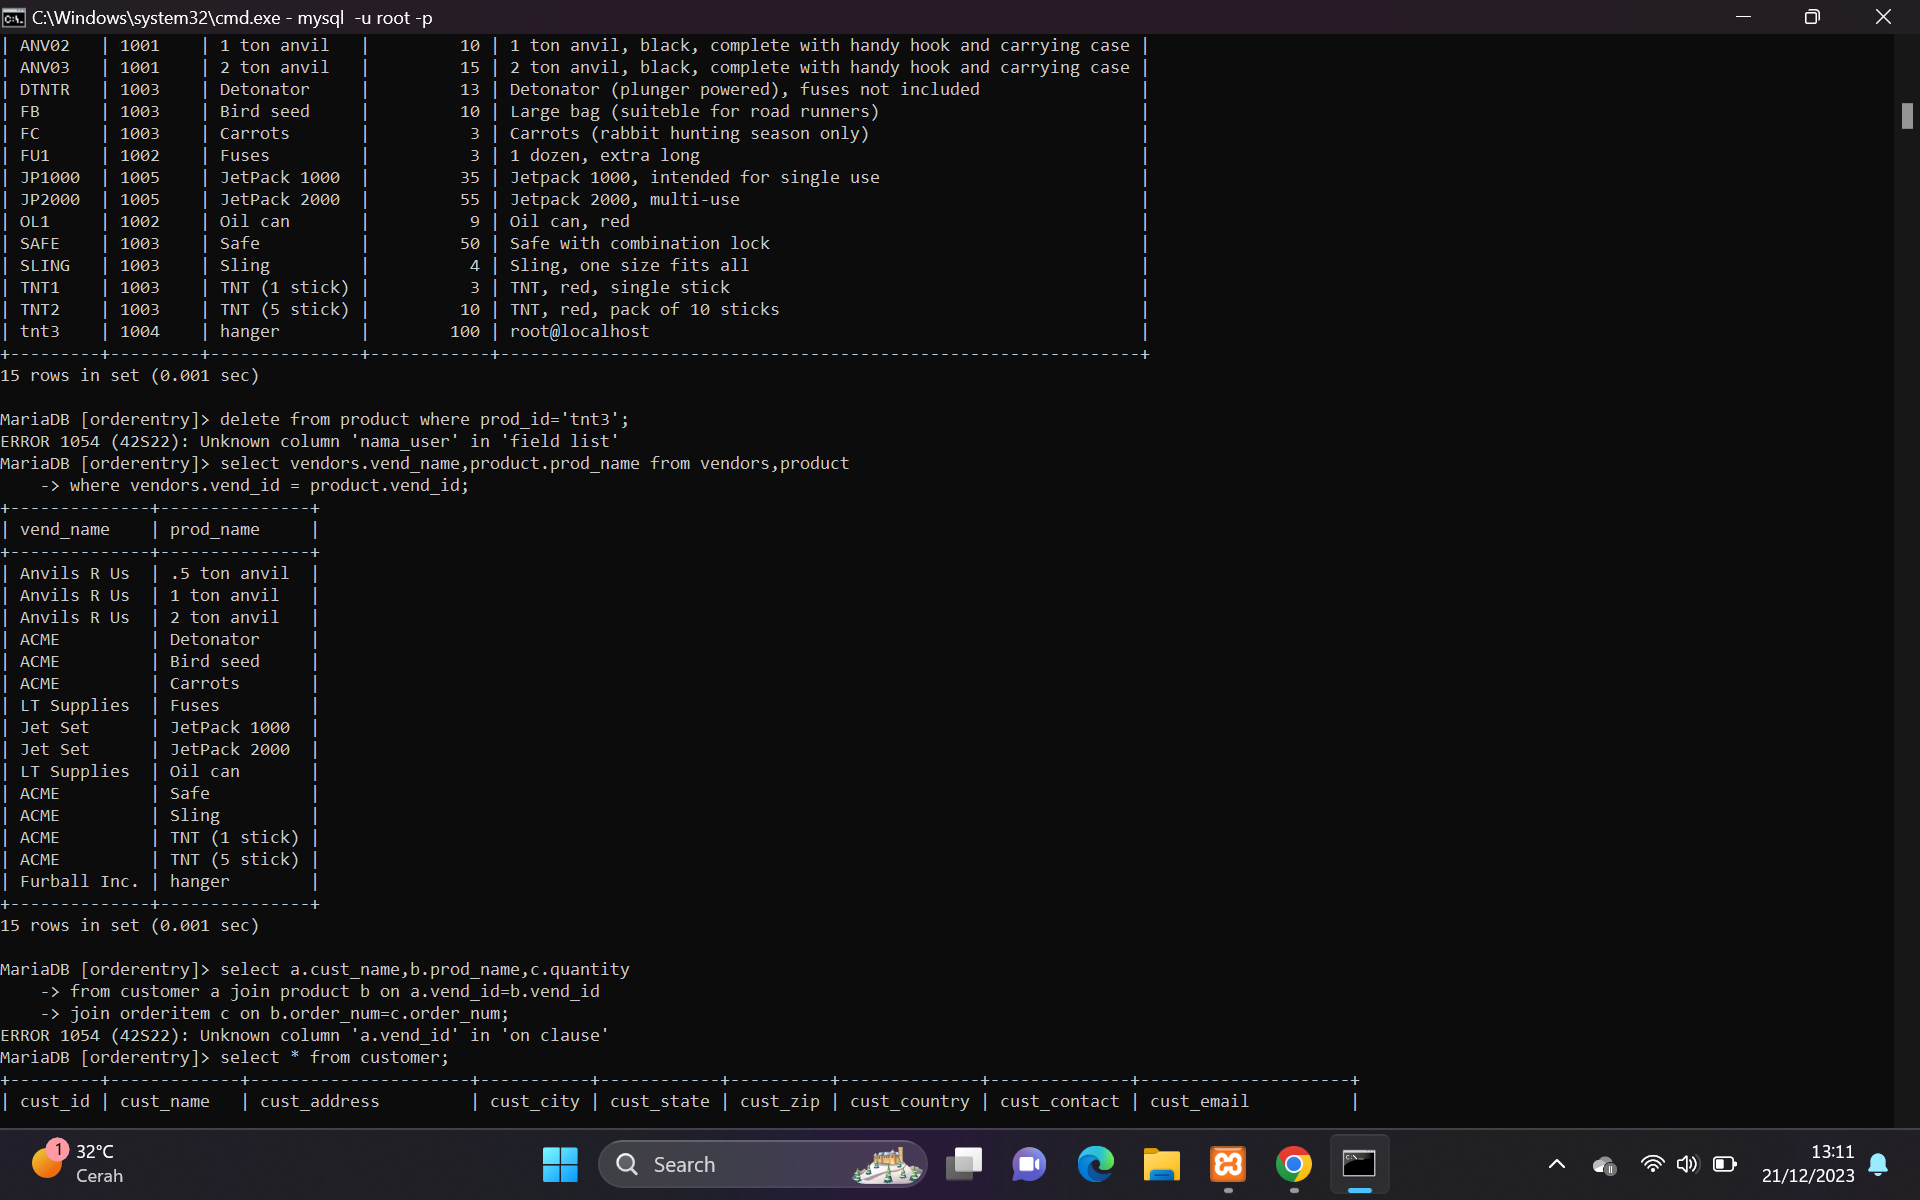 C:\Windows\system32\cmd.exe - mysql  -u root -p
| ANV02   | 1001    | 1 ton anvil   |         10 | 1 ton anvil, black, complete with handy hook and carrying case |
| ANV03   | 1001    | 2 ton anvil   |         15 | 2 ton anvil, black, complete with handy hook and carrying case |
| DTNTR   | 1003    | Detonator     |         13 | Detonator (plunger powered), fuses not included                |
| FB      | 1003    | Bird seed     |         10 | Large bag (suiteble for road runners)                          |
| FC      | 1003    | Carrots       |          3 | Carrots (rabbit hunting season only)                           |
| FU1     | 1002    | Fuses         |          3 | 1 dozen, extra long                                            |
| JP1000  | 1005    | JetPack 1000  |         35 | Jetpack 1000, intended for single use                          |
| JP2000  | 1005    | JetPack 2000  |         55 | Jetpack 2000, multi-use                                        |
| OL1     | 1002    | Oil can       |          9 | Oil can, red                                                   |
| SAFE    | 1003    | Safe          |         50 | Safe with combination lock                                     |
| SLING   | 1003    | Sling         |          4 | Sling, one size fits all                                       |
| TNT1    | 1003    | TNT (1 stick) |          3 | TNT, red, single stick                                         |
| TNT2    | 1003    | TNT (5 stick) |         10 | TNT, red, pack of 10 sticks                                    |
| tnt3    | 1004    | hanger        |        100 | root@localhost                                                 |
+---------+---------+---------------+------------+----------------------------------------------------------------+
15 rows in set (0.001 sec)
MariaDB [orderentry]> delete from product where prod_id='tnt3';
ERROR 1054 (42S22): Unknown column 'nama_user' in 'field list'
MariaDB [orderentry]> select vendors.vend_name,product.prod_name from vendors,product
    -> where vendors.vend_id = product.vend_id;
+--------------+---------------+
| vend_name    | prod_name     |
+--------------+---------------+
| Anvils R Us  | .5 ton anvil  |
| Anvils R Us  | 1 ton anvil   |
| Anvils R Us  | 2 ton anvil   |
| ACME         | Detonator     |
| ACME         | Bird seed     |
| ACME         | Carrots       |
| LT Supplies  | Fuses         |
| Jet Set      | JetPack 1000  |
| Jet Set      | JetPack 2000  |
| LT Supplies  | Oil can       |
| ACME         | Safe          |
| ACME         | Sling         |
| ACME         | TNT (1 stick) |
| ACME         | TNT (5 stick) |
| Furball Inc. | hanger        |
+--------------+---------------+
15 rows in set (0.001 sec)
MariaDB [orderentry]> select a.cust_name,b.prod_name,c.quantity
    -> from customer a join product b on a.vend_id=b.vend_id
    -> join orderitem c on b.order_num=c.order_num;
ERROR 1054 (42S22): Unknown column 'a.vend_id' in 'on clause'
MariaDB [orderentry]> select * from customer;
+---------+-------------+----------------------+-----------+------------+----------+--------------+--------------+---------------------+
| cust_id | cust_name   | cust_address         | cust_city | cust_state | cust_zip | cust_country | cust_contact | cust_email          |
1
32°C
Cerah
Search
13:11
21/12/2023